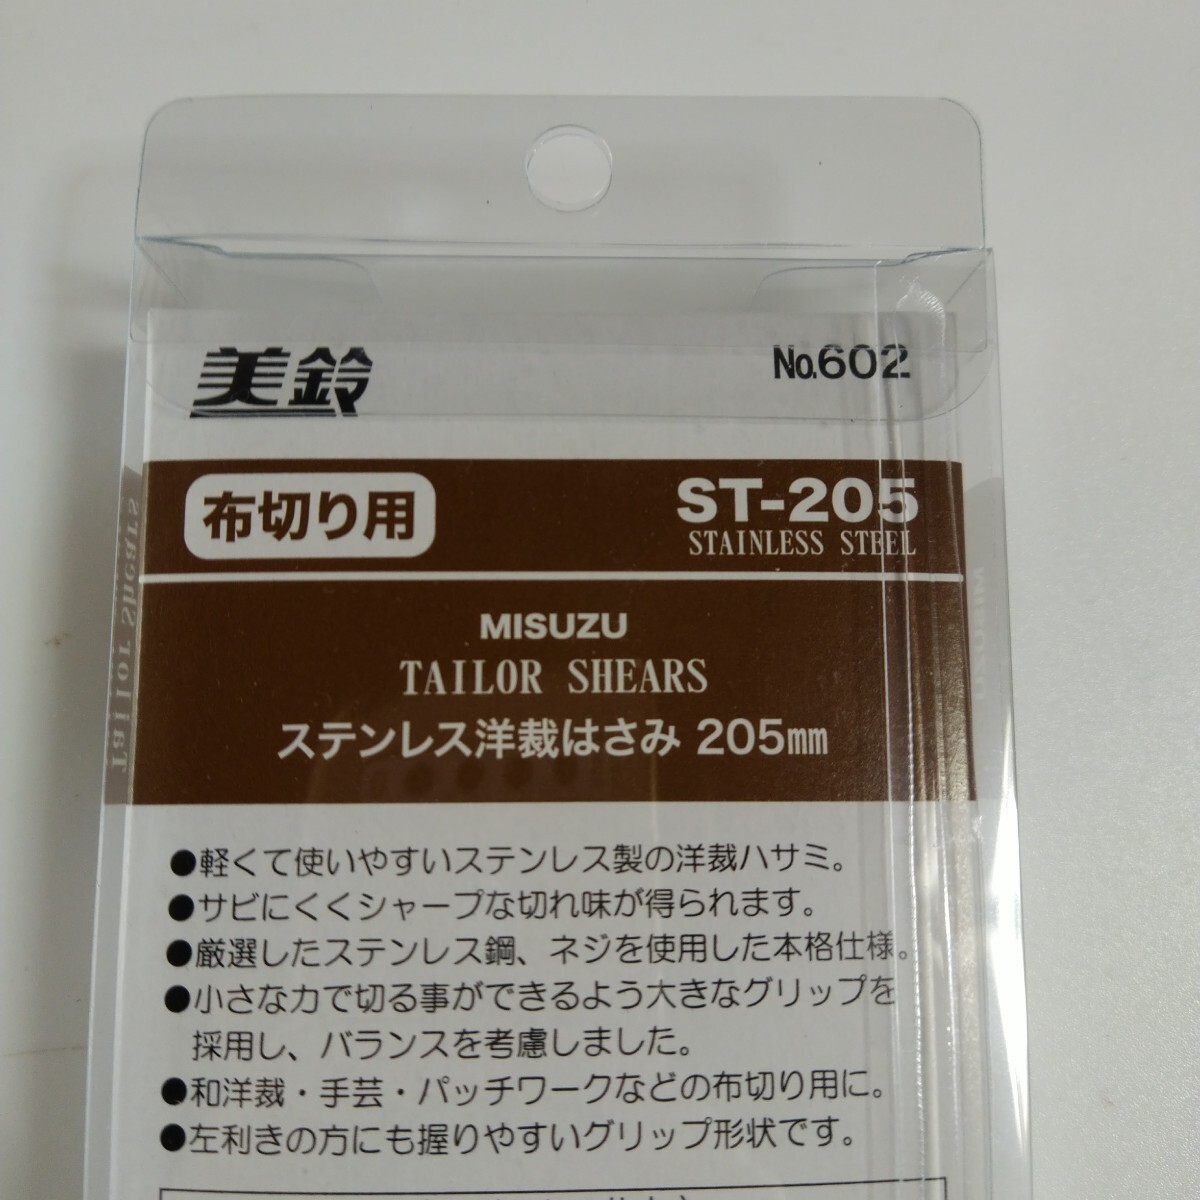 美鈴
No.602
布切り用
ST-205
STAINLESS STEEL
MISUZU
TAILOR SHEARS
ステンレス洋裁はさみ 205mm
●軽くて使いやすいステンレス製の洋裁ハサミ。
●サビにくくシャープな切れ味が得られます。
●厳選したステンレス鋼、ネジを使用した本格仕様。
●小さな力で切る事ができるよう大きなグリップを
採用し、バランスを考慮しました。
●和洋裁・手芸・パッチワークなどの布切り用に。
●左利きの方にも握りやすいグリップ形状です。
Tailor Shears